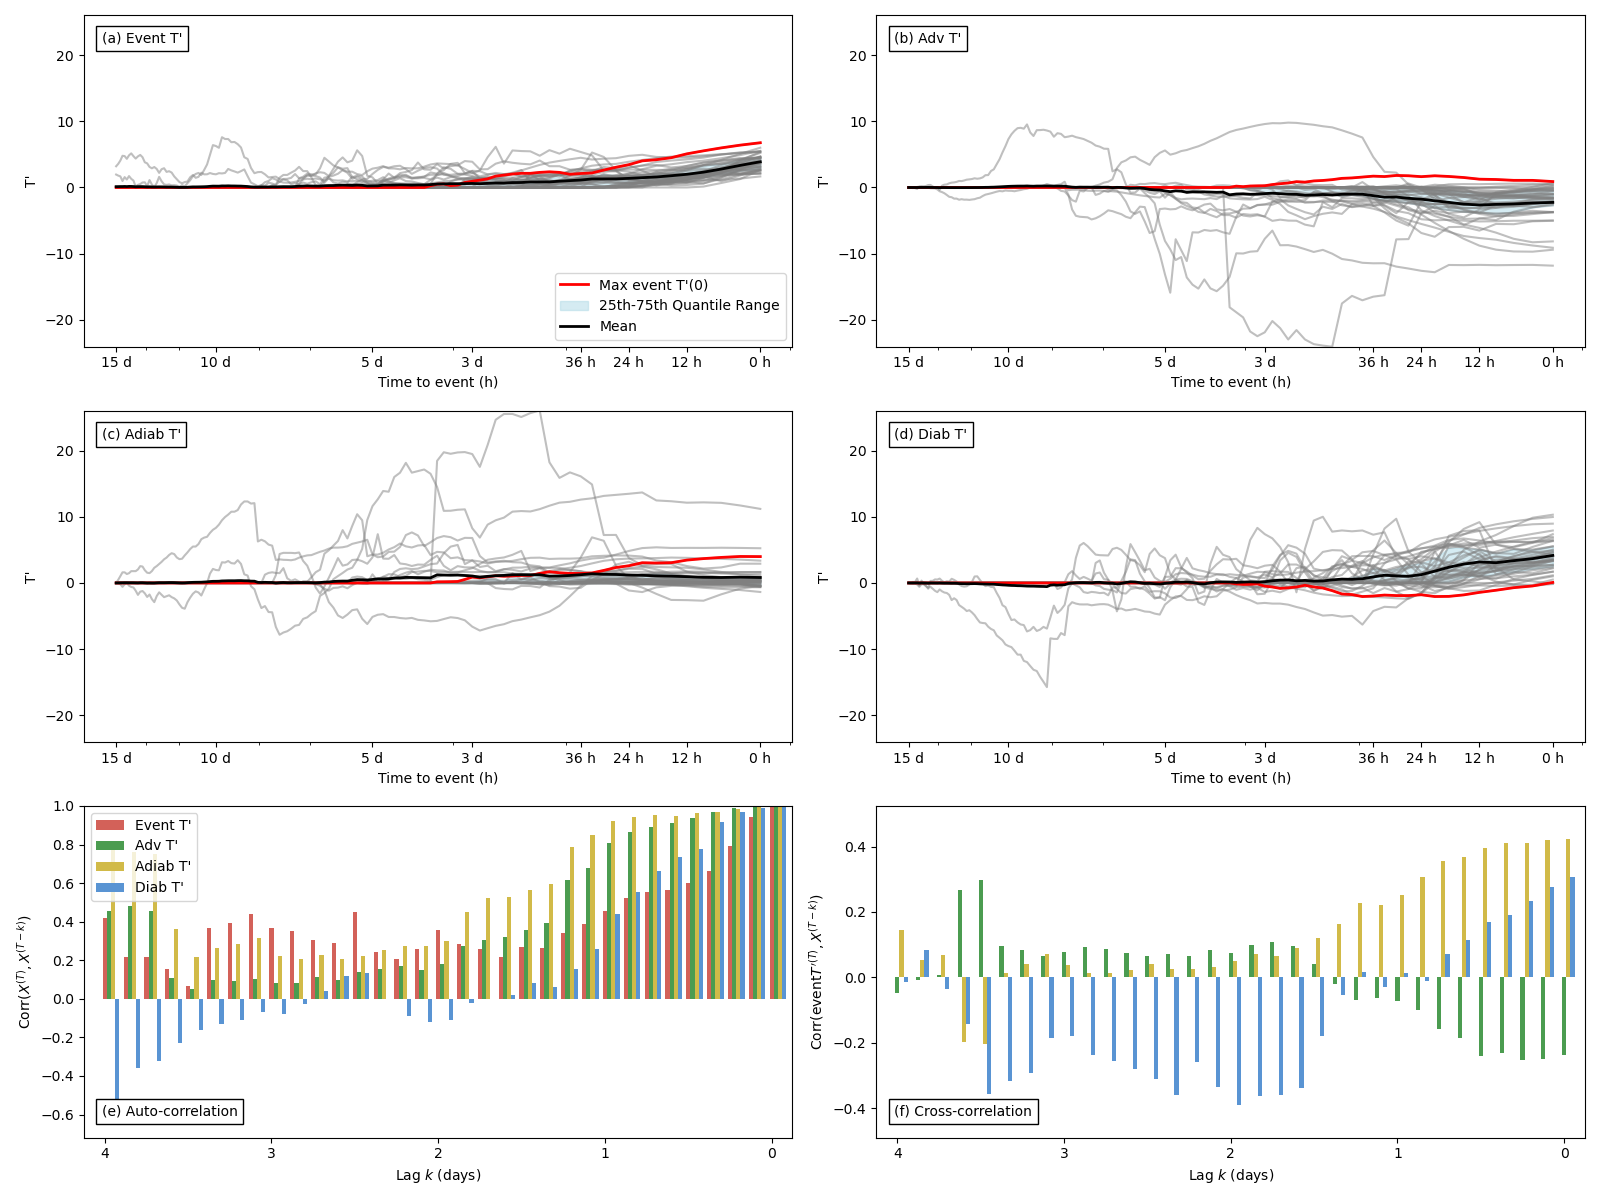 (a) Event T'
T'
20
10
0
−10
−20
Max event T'(0)
25th-75th Quantile Range
Mean
15 d 10 d 5 d 3 d 36 h 24 h 12 h 0 h
Time to event (h)
(b) Adv T'
T'
20
10
0
−10
−20
15 d 10 d 5 d 3 d 36 h 24 h 12 h 0 h
Time to event (h)
(c) Adiab T'
T'
20
10
0
−10
−20
15 d 10 d 5 d 3 d 36 h 24 h 12 h 0 h
Time to event (h)
(d) Diab T'
T'
20
10
0
−10
−20
15 d 10 d 5 d 3 d 36 h 24 h 12 h 0 h
Time to event (h)
Corr(X^(T), X^(T−k))
1.0
0.8
0.6
0.4
0.2
0.0
−0.2
−0.4
−0.6
Event T'
Adv T'
Adiab T'
Diab T'
(e) Auto-correlation
4 3 2 1 0
Lag k (days)
Corr(eventT'^(T), X^(T−k))
0.4
0.2
0.0
−0.2
−0.4
(f) Cross-correlation
4 3 2 1 0
Lag k (days)